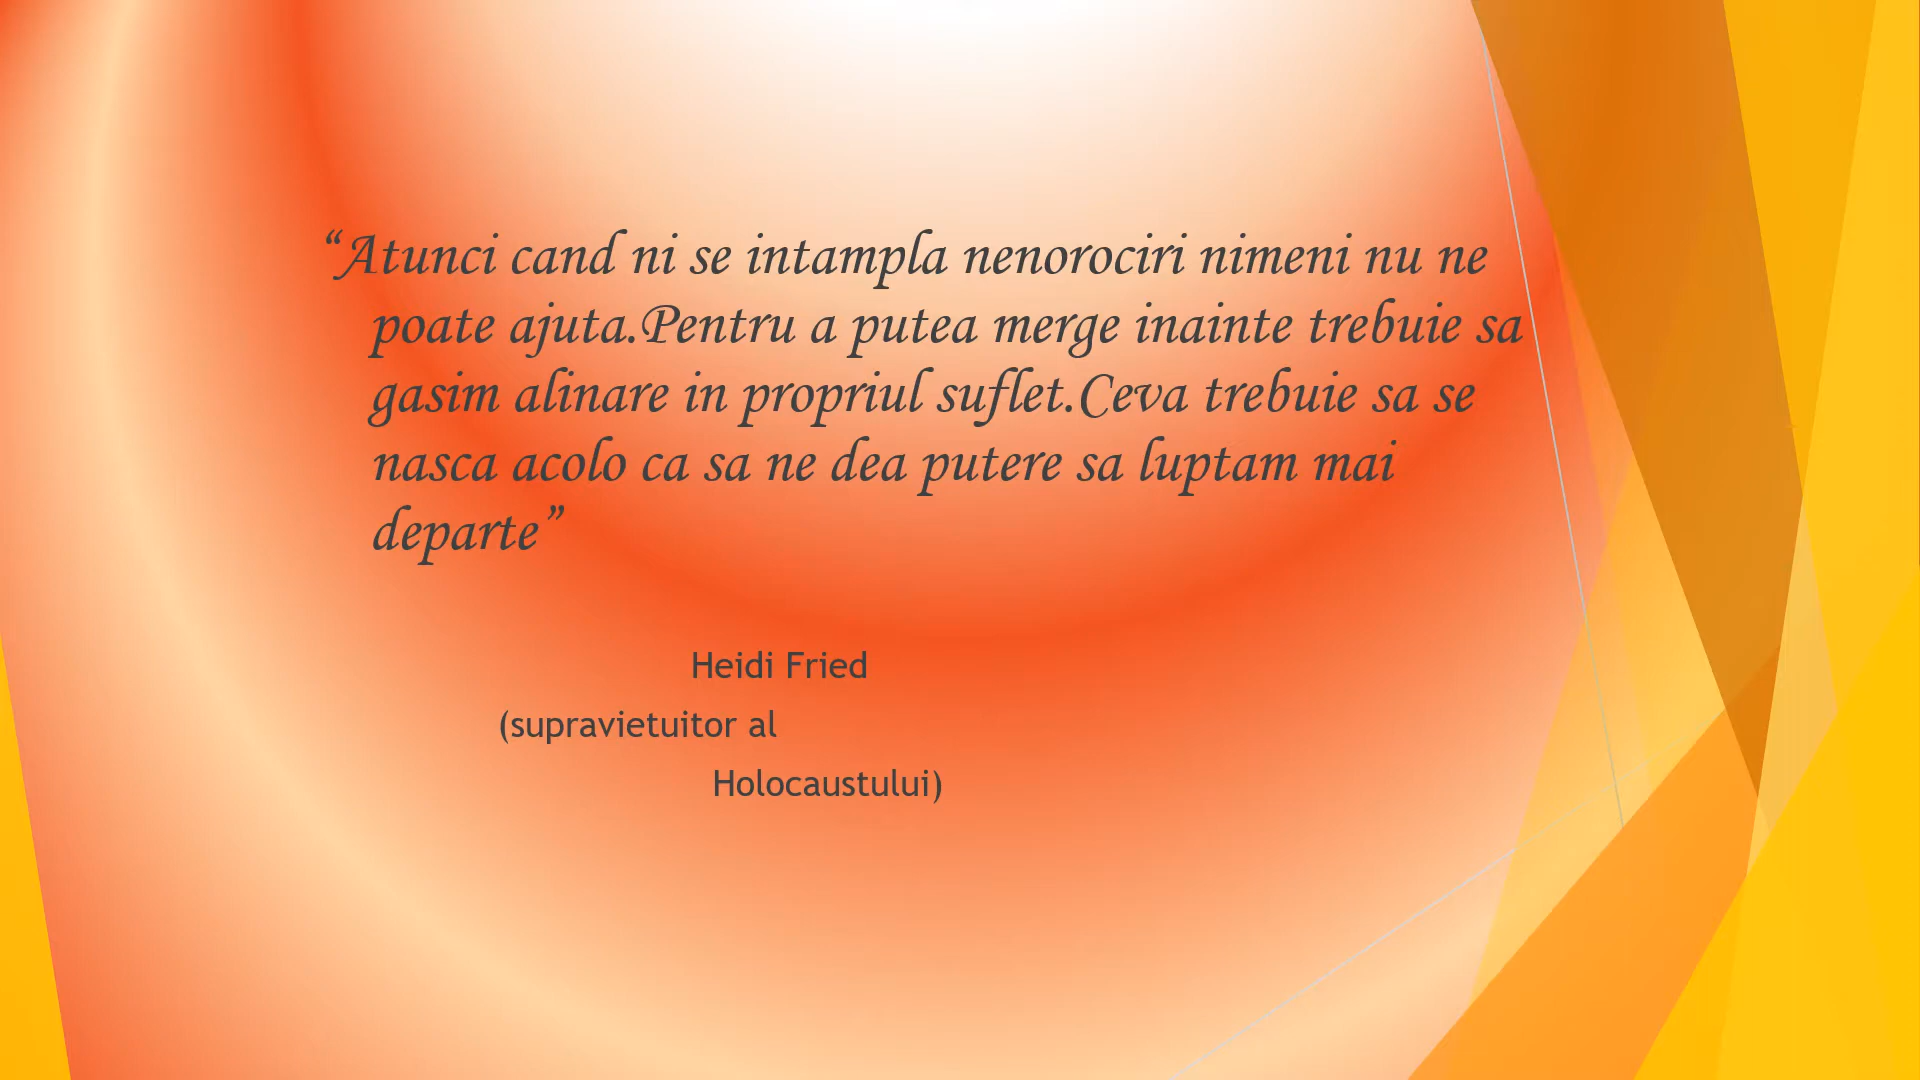 “Atunci cand ni se intampla nenorociri nimeni nu ne
poate ajuta.Pentru a putea merge inainte trebuie sa
gasim alinare in propriul suflet.Ceva trebuie sa se
nasca acolo ca sa ne dea putere sa luptam mai
departe”
Heidi Fried
(supravietuitor al
Holocaustului)